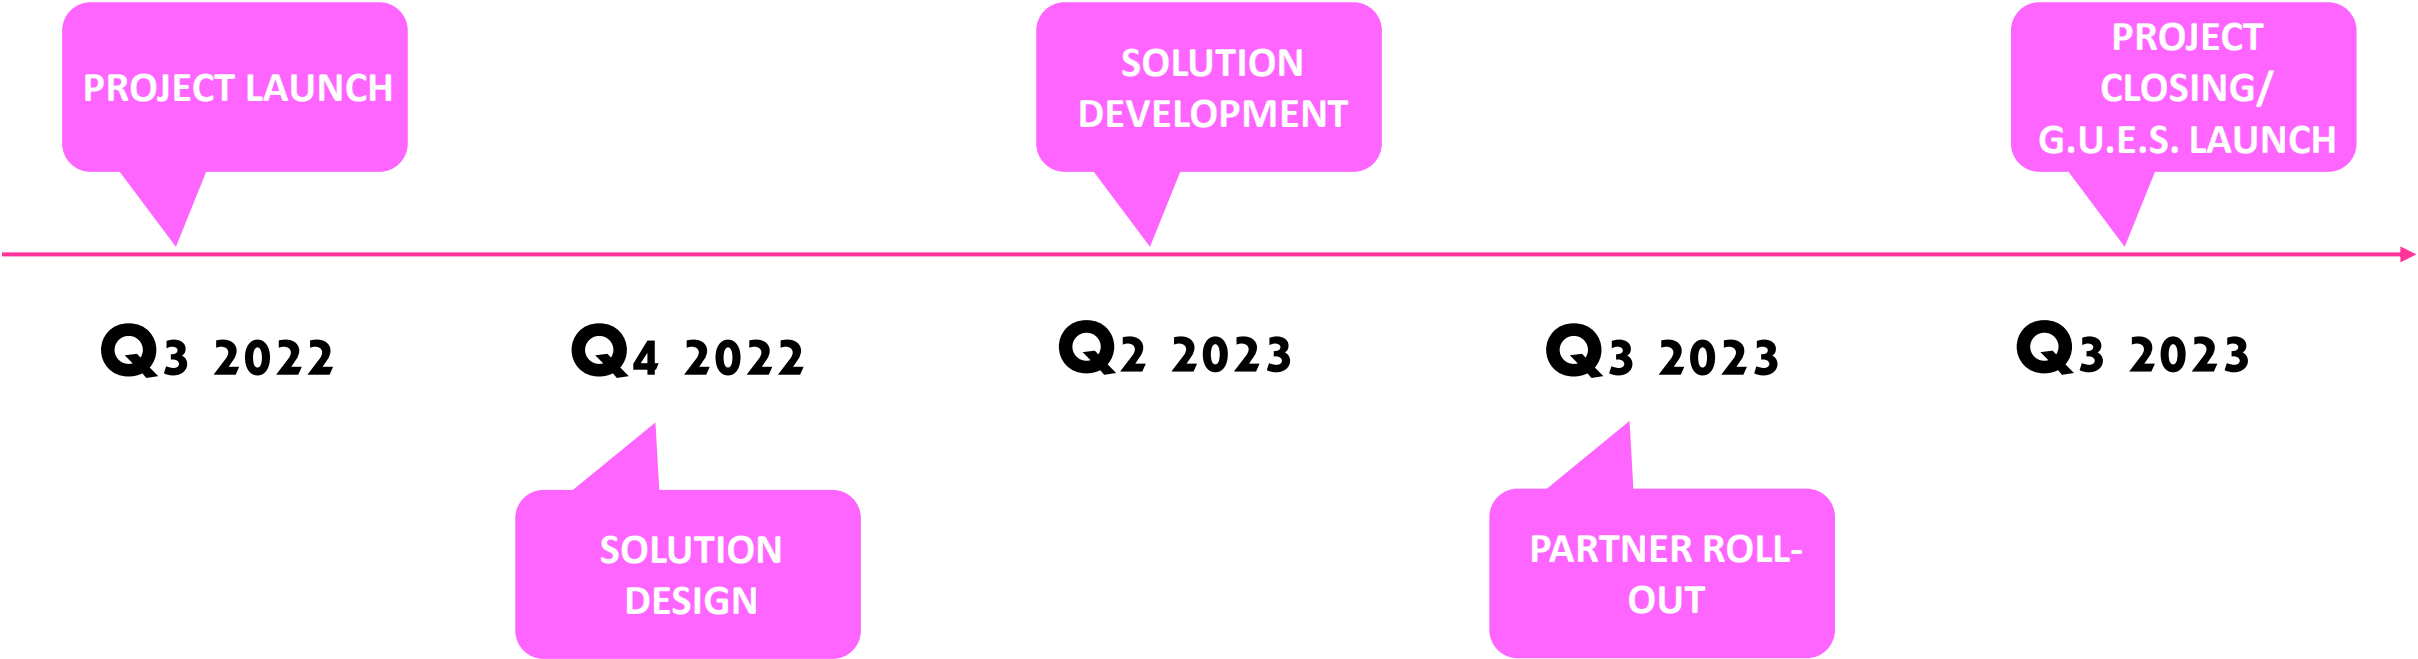 PROJECT LAUNCH
SOLUTION
DEVELOPMENT
PROJECT
CLOSING/
G.U.E.S. LAUNCH
Q3 2022
Q4 2022
Q2 2023
Q3 2023
Q3 2023
SOLUTION
DESIGN
PARTNER ROLL-
OUT